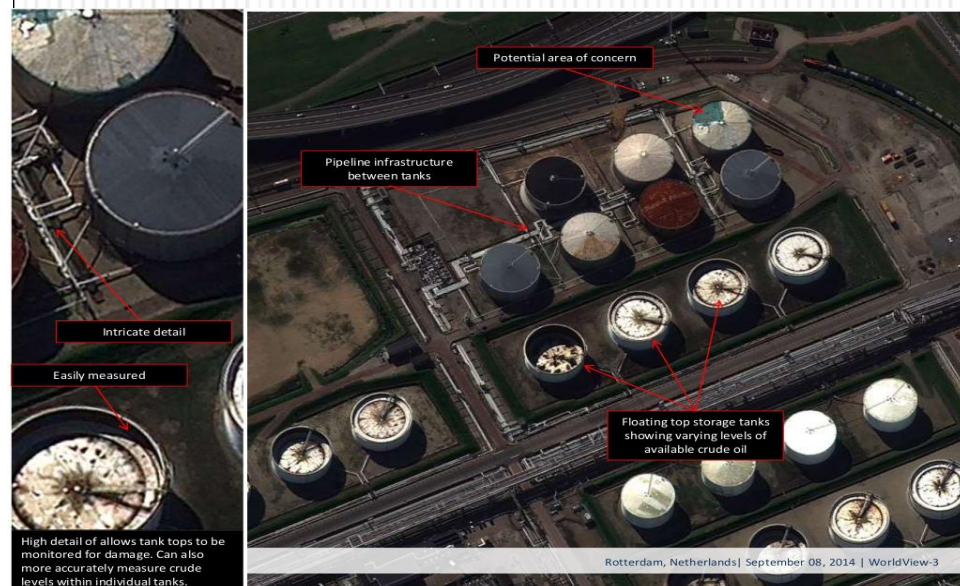 Potential area of concern
Pipeline infrastructure
between tanks
Intricate detail
Easily measured
Floating top storage tanks
showing varying levels of
available crude oil
High detail of allows tank tops to be
monitored for damage. Can also
more accurately measure crude
levels within individual tanks.
Rotterdam, Netherlands| September 08, 2014 | WorldView-3